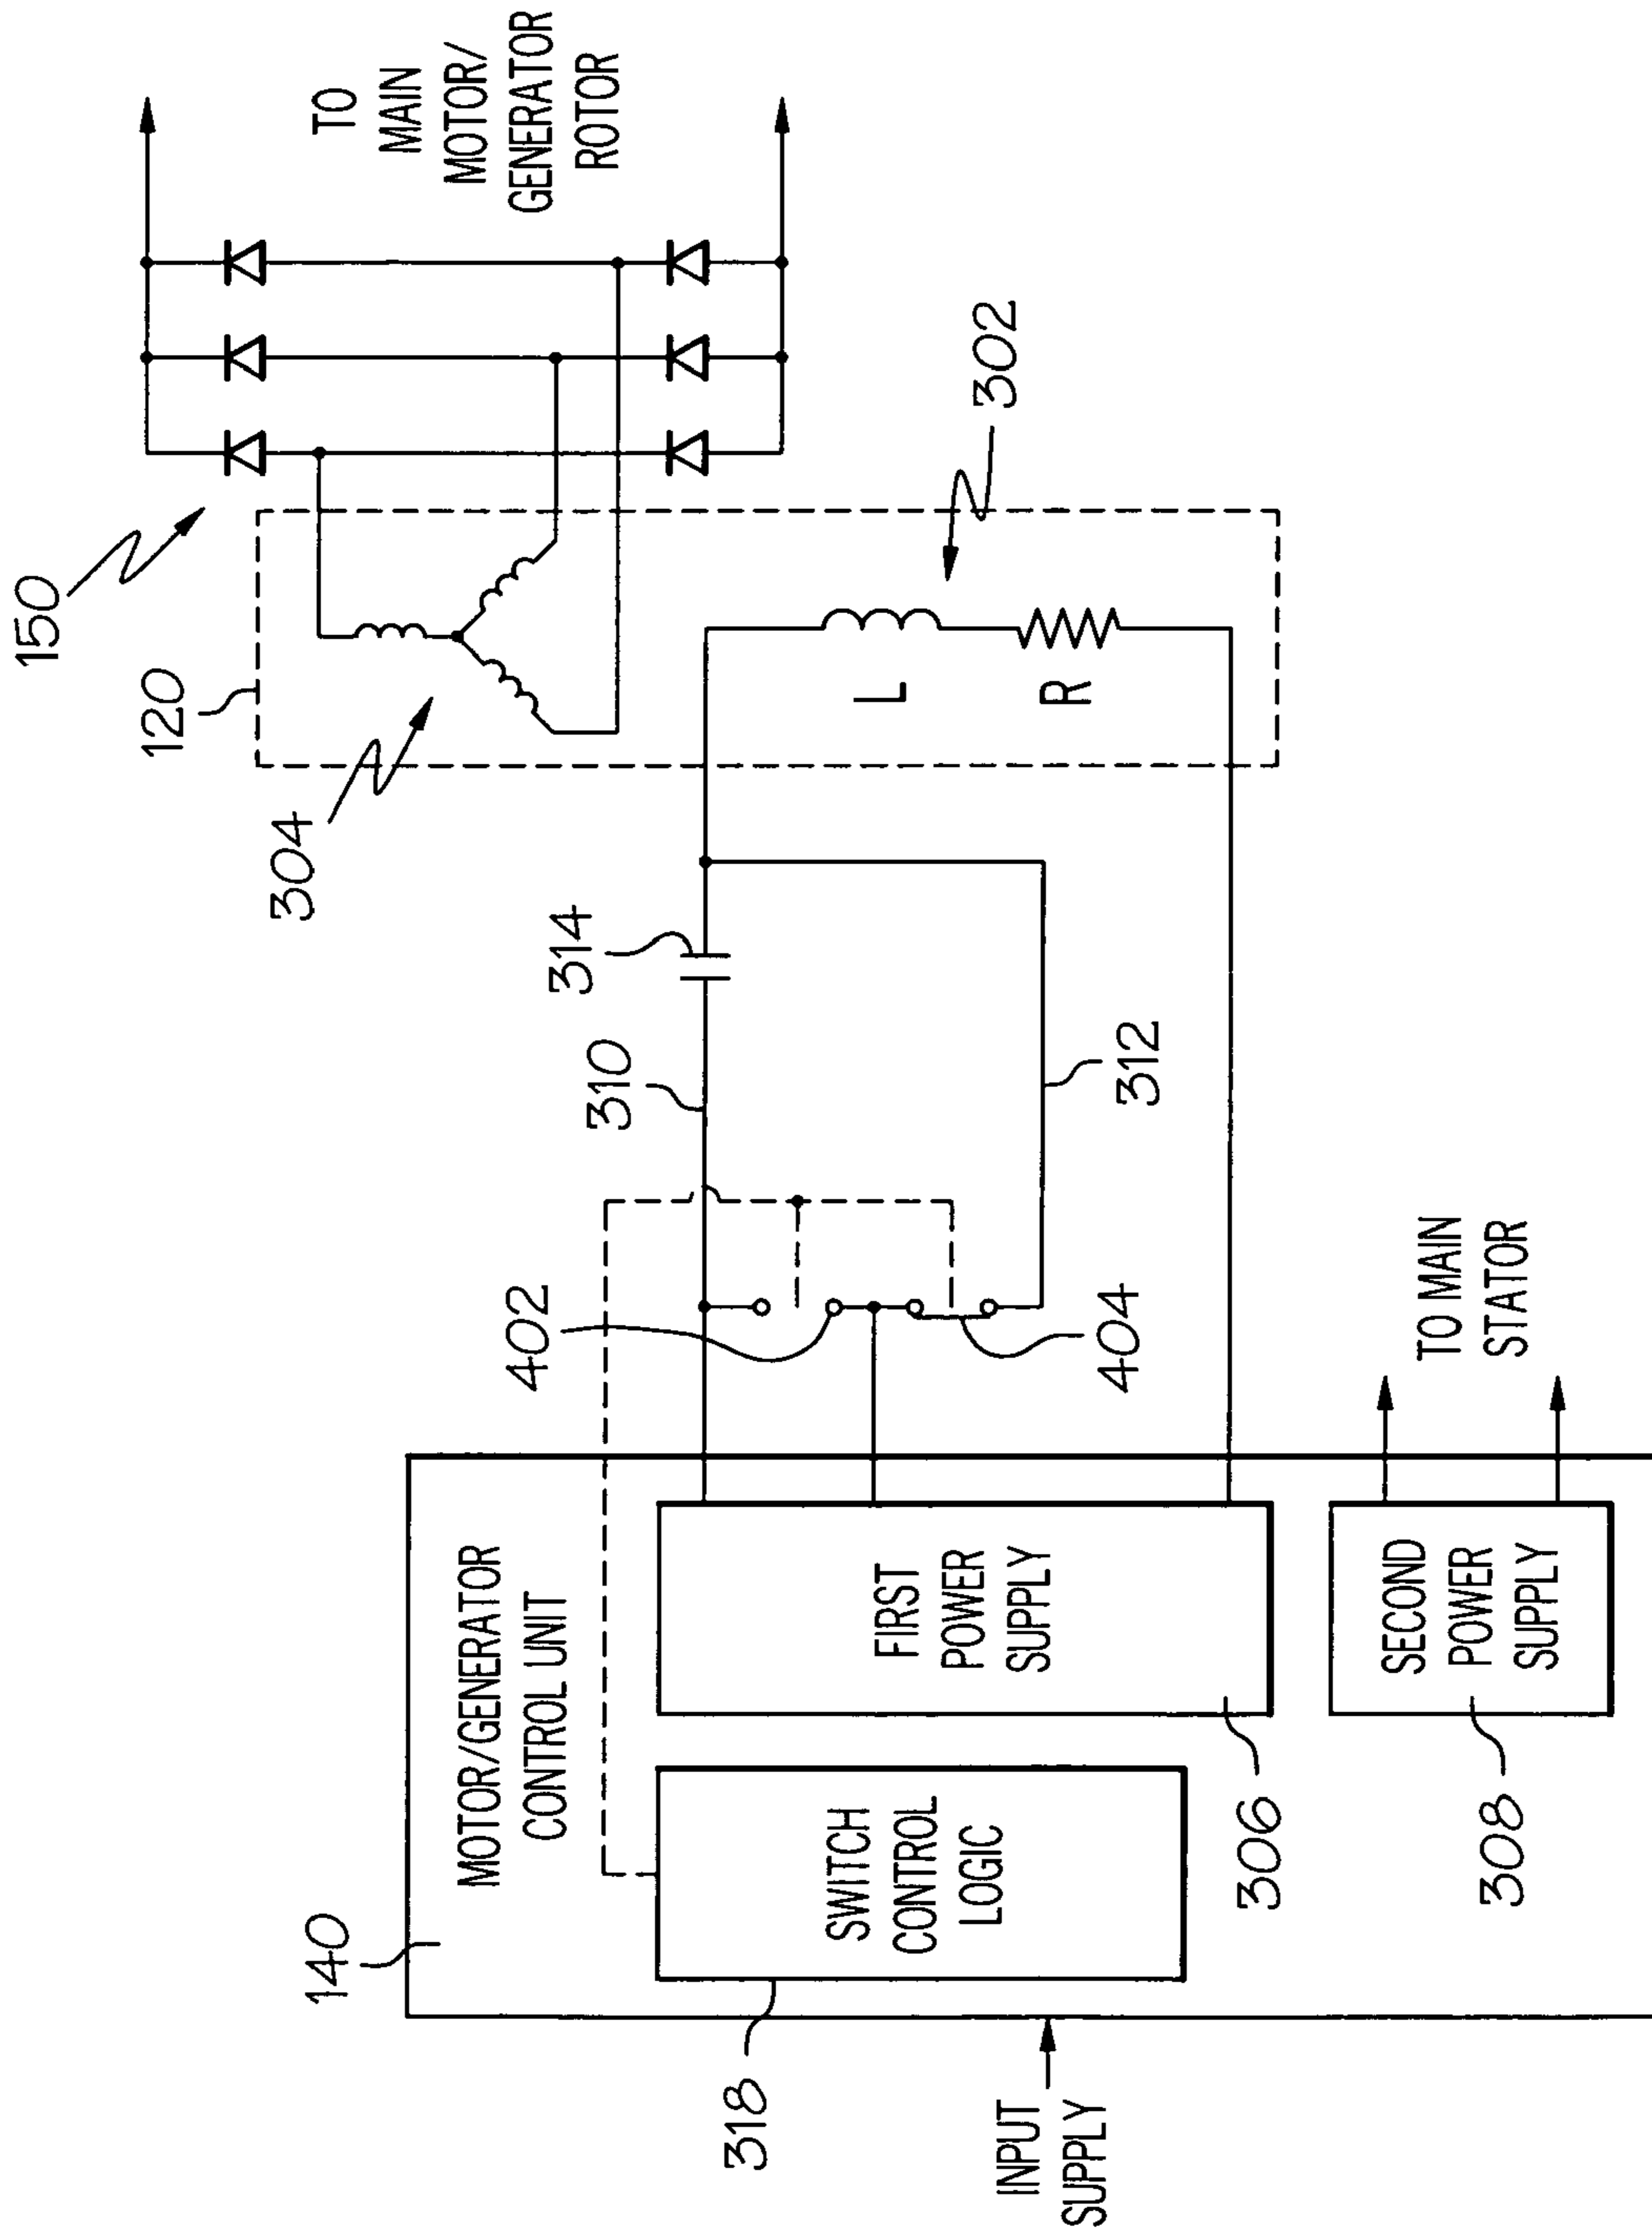 150
120
304
TO
MAIN
MOTOR/
GENERATOR
ROTOR
302
L
R
314
310
312
402
404
140
MOTOR/GENERATOR
CONTROL UNIT
318
SWITCH
CONTROL
LOGIC
FIRST
POWER
SUPPLY
306
SECOND
POWER
SUPPLY
308
TO MAIN
STATOR
INPUT
SUPPLY